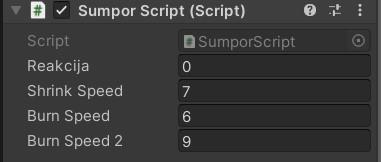 Sumpor Script (Script)
Script SumporScript
Reakcija 0
Shrink Speed 7
Burn Speed 6
Burn Speed 2 9